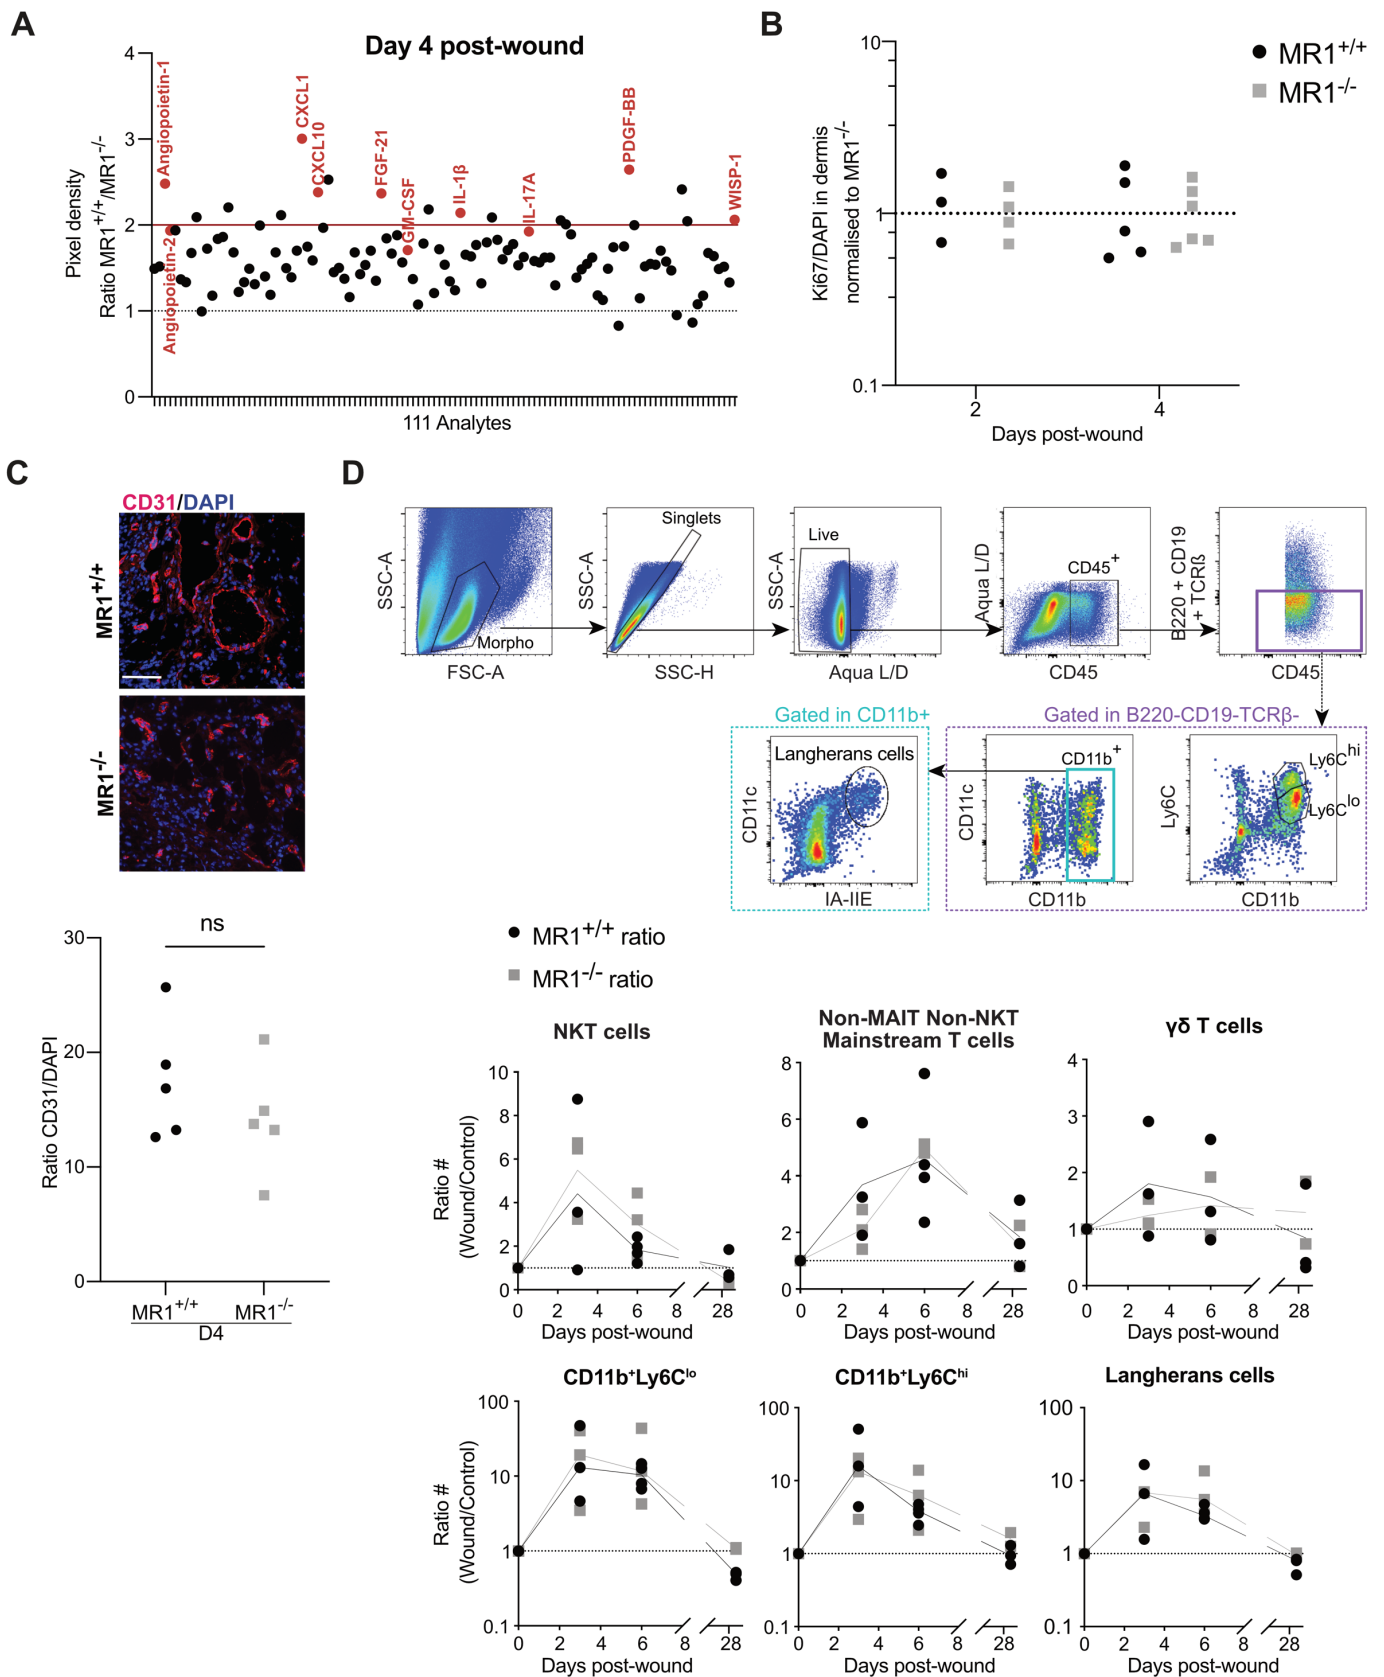 A
Day 4 post-wound
Pixel density
Ratio MR1+/+/MR1-/-
4
3
2
1
0
Angiopoietin-1
Angiopoietin-2
CXCL1
CXCL10
FGF-21
GM-CSF
IL-1β
IL-17A
PDGF-BB
WISP-1
111 Analytes
B
Ki67/DAPI in dermis
normalised to MR1-/-
10
1
0.1
2
4
Days post-wound
MR1+/+
MR1-/-
C
CD31/DAPI
MR1+/+
MR1-/-
ns
Ratio CD31/DAPI
30
20
10
0
MR1+/+ MR1-/-
D4
D
SSC-A
Morpho
FSC-A
SSC-A
Singlets
SSC-H
SSC-A
Live
Aqua L/D
Aqua L/D
CD45+
CD45
B220 + CD19
+ TCRß
CD45
Gated in CD11b+
Langherans cells
CD11c
IA-IIE
Gated in B220-CD19-TCRβ-
CD11b+
CD11c
CD11b
Ly6Chi
Ly6Clo
Ly6C
CD11b
MR1+/+ ratio
MR1-/- ratio
NKT cells
Ratio #
(Wound/Control)
10
8
6
4
2
0
0 2 4 6 8 28
Days post-wound
Non-MAIT Non-NKT
Mainstream T cells
8
6
4
2
0
0 2 4 6 8 28
Days post-wound
γδ T cells
4
3
2
1
0
0 2 4 6 8 28
Days post-wound
CD11b+Ly6Clo
Ratio #
(Wound/Control)
100
10
1
0.1
0 2 4 6 8 28
Days post-wound
CD11b+Ly6Chi
100
10
1
0.1
0 2 4 6 8 28
Days post-wound
Langherans cells
100
10
1
0.1
0 2 4 6 8 28
Days post-wound